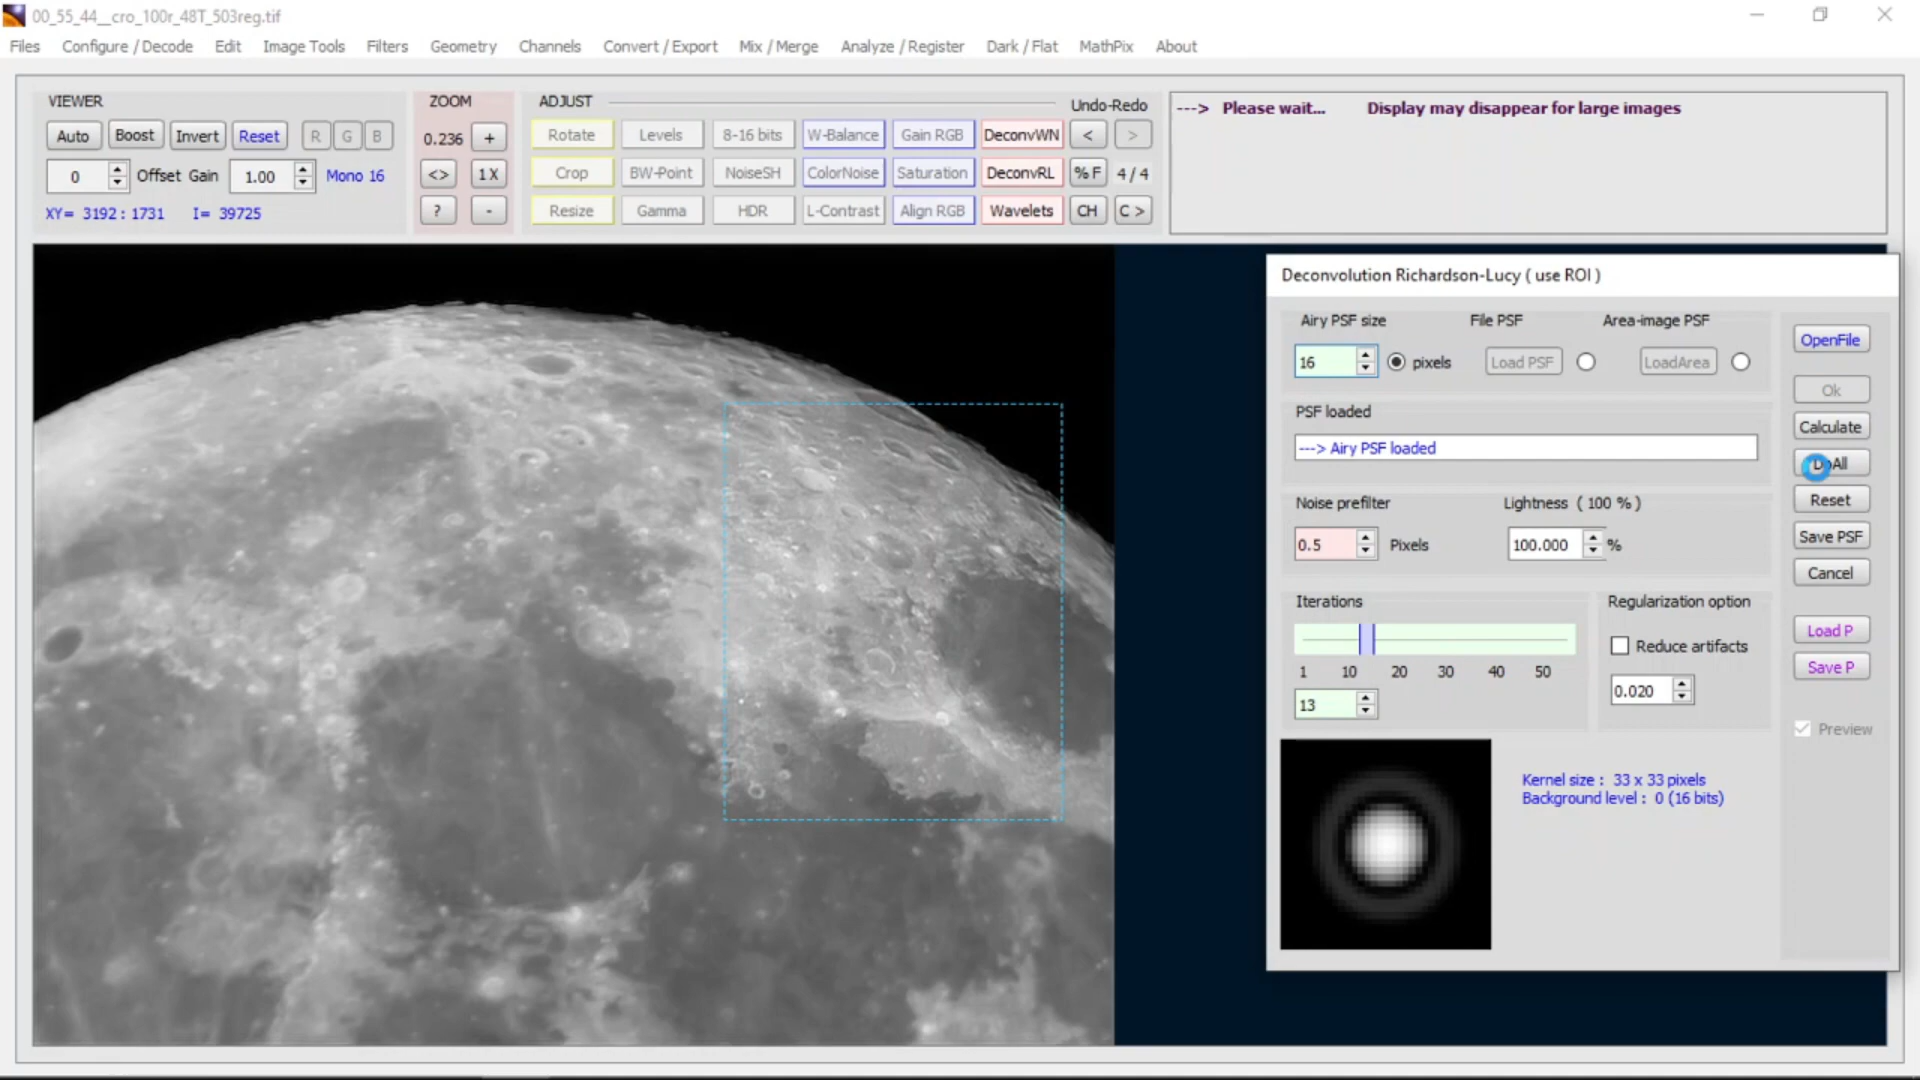 00_55_44__cro_100r_48T_503reg.tif
Files Configure / Decode Edit Image Tools Filters Geometry Channels Convert / Export Mix / Merge Analyze / Register Dark / Flat MathPix About
VIEWER
Auto Boost Invert Reset R G B
0 Offset Gain 1.00 Mono 16
XY= 3192 : 1731 I= 39725
ZOOM
0.236 +
<> 1 X
? -
ADJUST Undo-Redo
Rotate Levels 8-16 bits W-Balance Gain RGB DeconvWN < >
Crop BW-Point NoiseSH ColorNoise Saturation DeconvRL % F 4 / 4
Resize Gamma HDR L-Contrast Align RGB Wavelets CH C >
---> Please wait... Display may disappear for large images
Deconvolution Richardson-Lucy ( use ROI )
Airy PSF size File PSF Area-image PSF
16 pixels Load PSF LoadArea
PSF loaded
---> Airy PSF loaded
Noise prefilter Lightness ( 100 % )
0.5 Pixels 100.000 %
Iterations Regularization option
Reduce artifacts
1 10 20 30 40 50
13 0.020
Kernel size : 33 x 33 pixels
Background level : 0 (16 bits)
OpenFile
Ok
Calculate
DoAll
Reset
Save PSF
Cancel
Load P
Save P
Preview